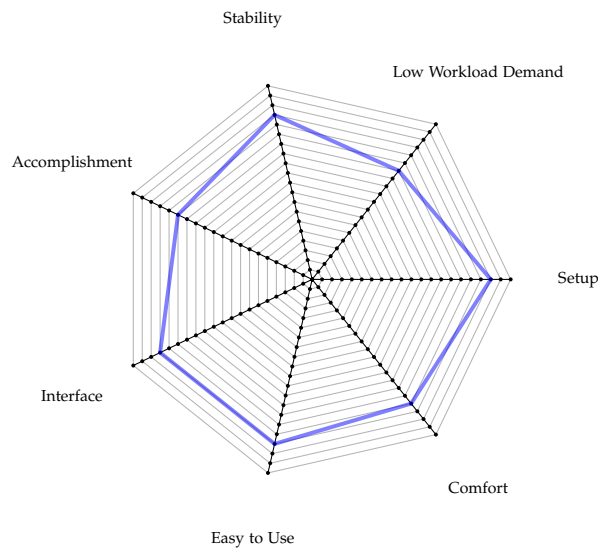 Stability
Low Workload Demand
Accomplishment
Setup
Interface
Comfort
Easy to Use